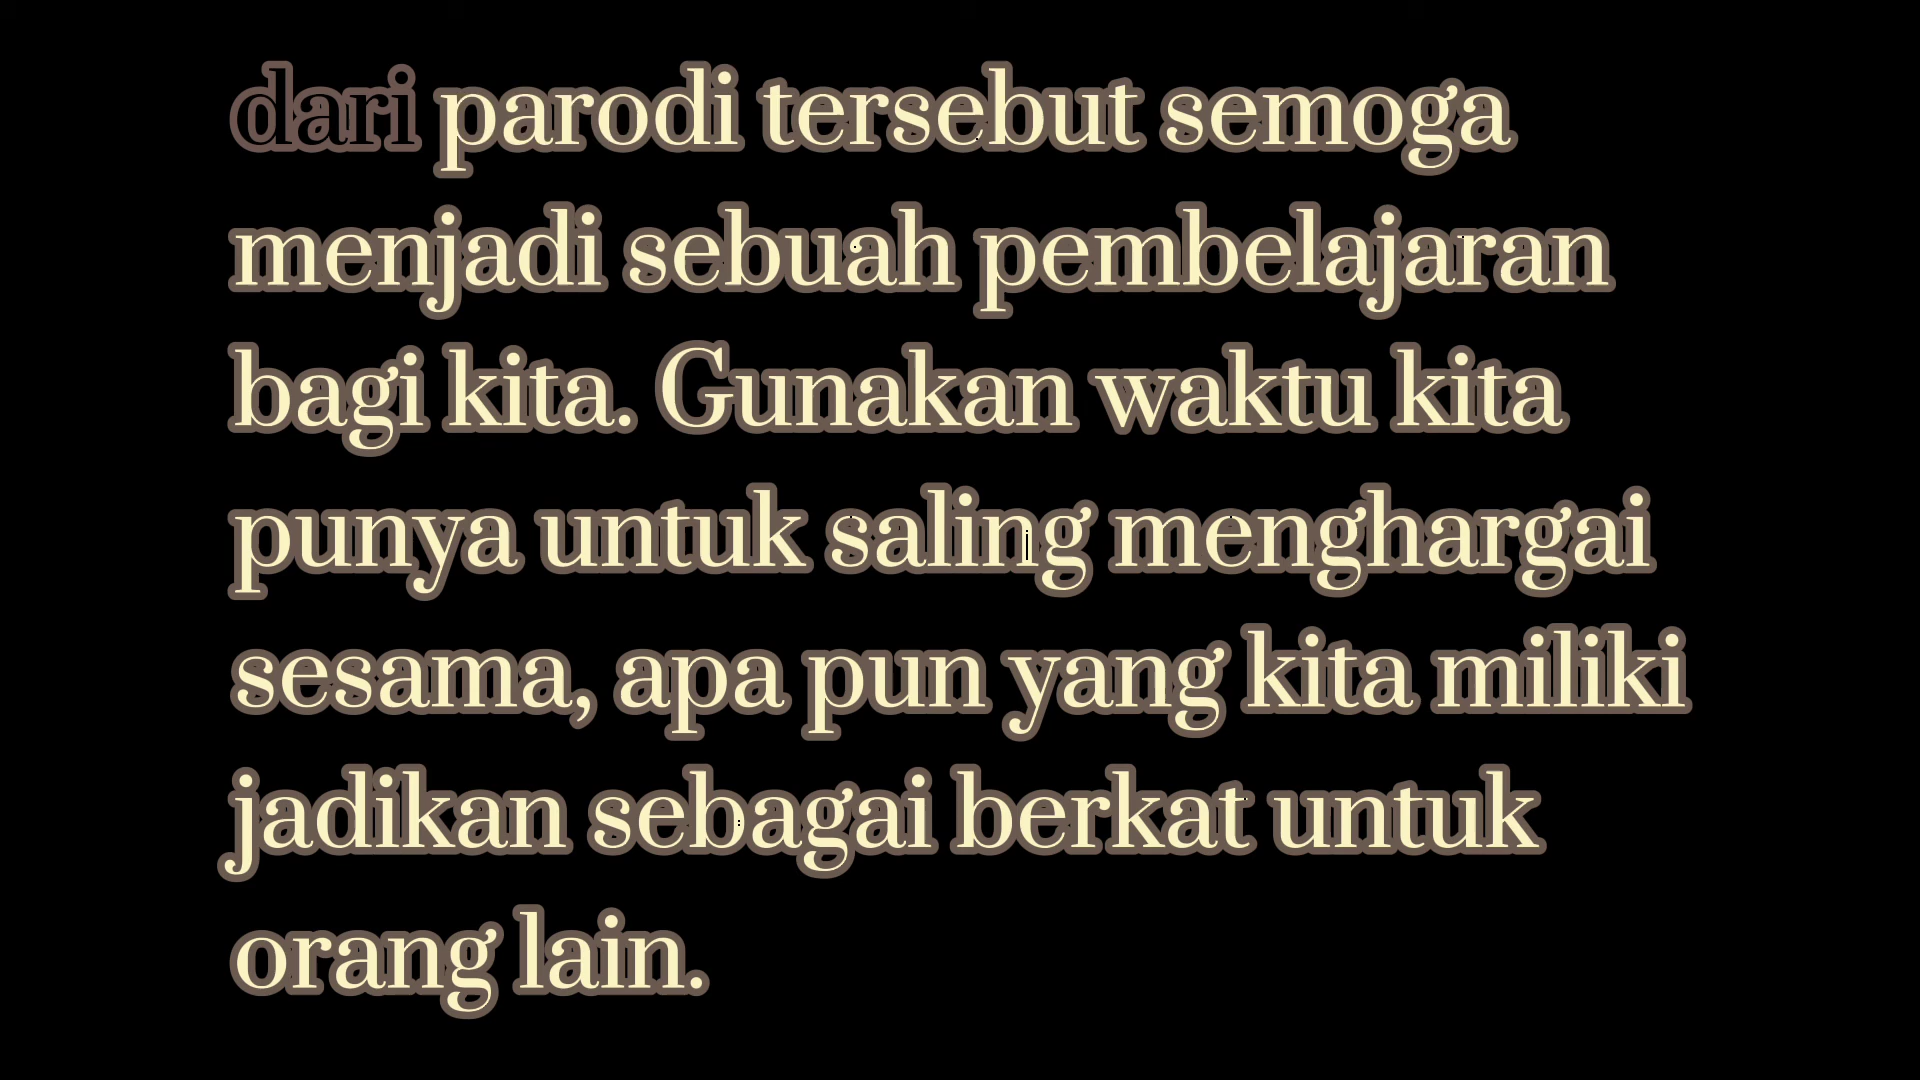 dari parodi tersebut semoga
menjadi sebuah pembelajaran
bagi kita. Gunakan waktu kita
punya untuk saling menghargai
sesama, apa pun yang kita miliki
jadikan sebagai berkat untuk
orang lain.